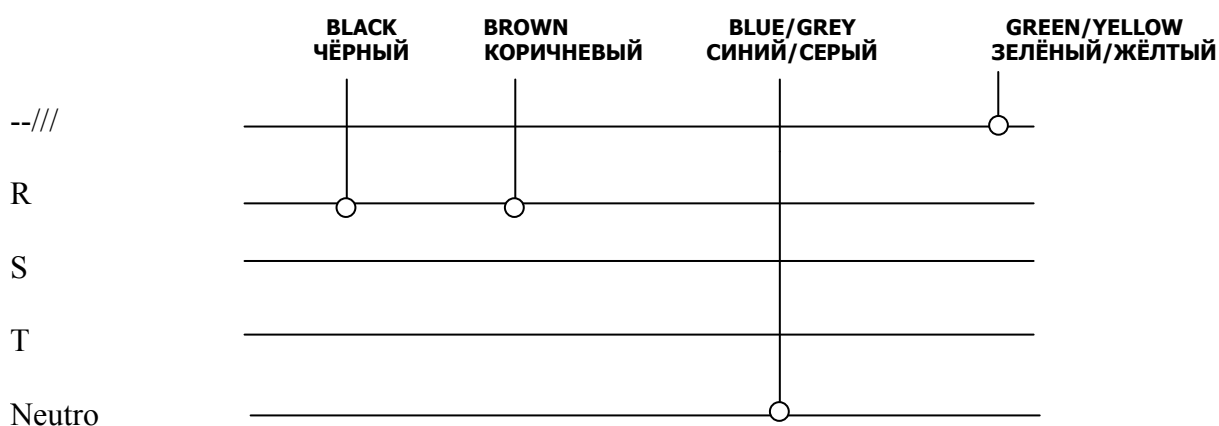 BLACK BROWN BLUE/GREY GREEN/YELLOW
ЧЁРНЫЙ КОРИЧНЕВЫЙ СИНИЙ/СЕРЫЙ ЗЕЛЁНЫЙ/ЖЁЛТЫЙ
--///
R
S
T
Neutro